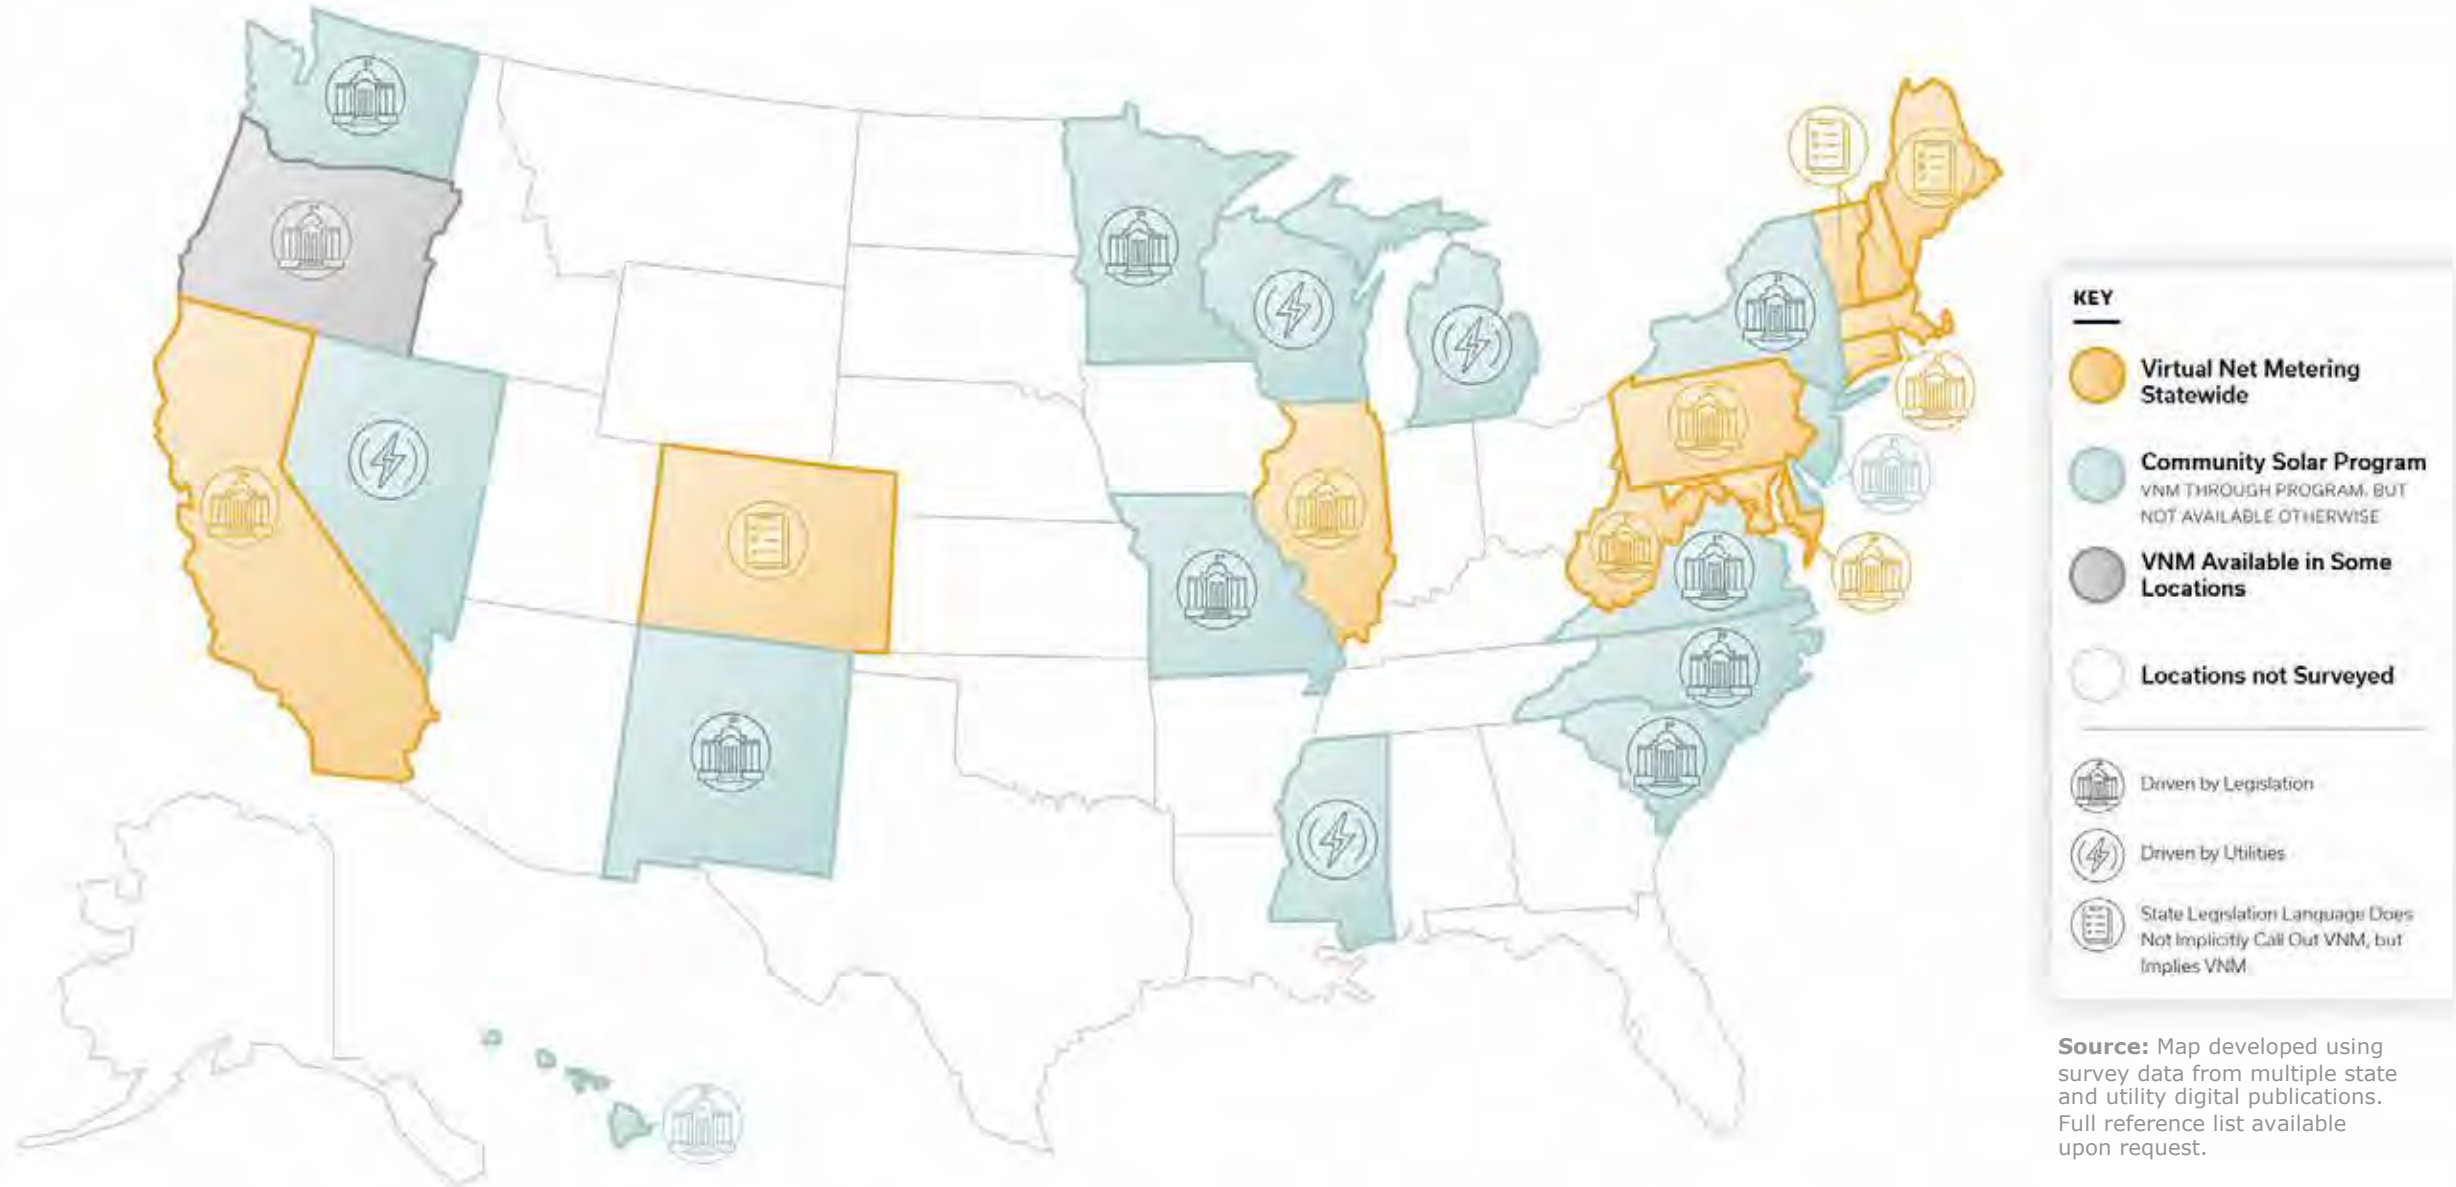 KEY
Virtual Net Metering
Statewide
Community Solar Program
VNM THROUGH PROGRAM, BUT
NOT AVAILABLE OTHERWISE
VNM Available in Some
Locations
Locations not Surveyed
Driven by Legislation
Driven by Utilities
State Legislation Language Does
Not Implicitly Call Out VNM, but
Implies VNM
Source: Map developed using
survey data from multiple state
and utility digital publications.
Full reference list available
upon request.